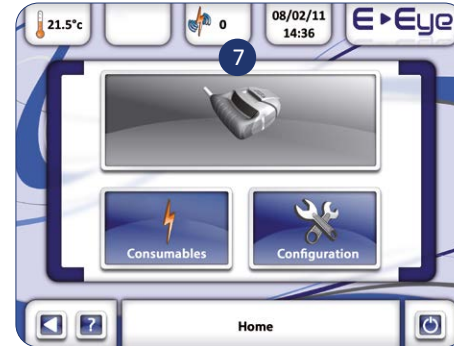 21.5°c
0
08/02/11
14:36
E▸Eye
7
Consumables
Configuration
?
Home